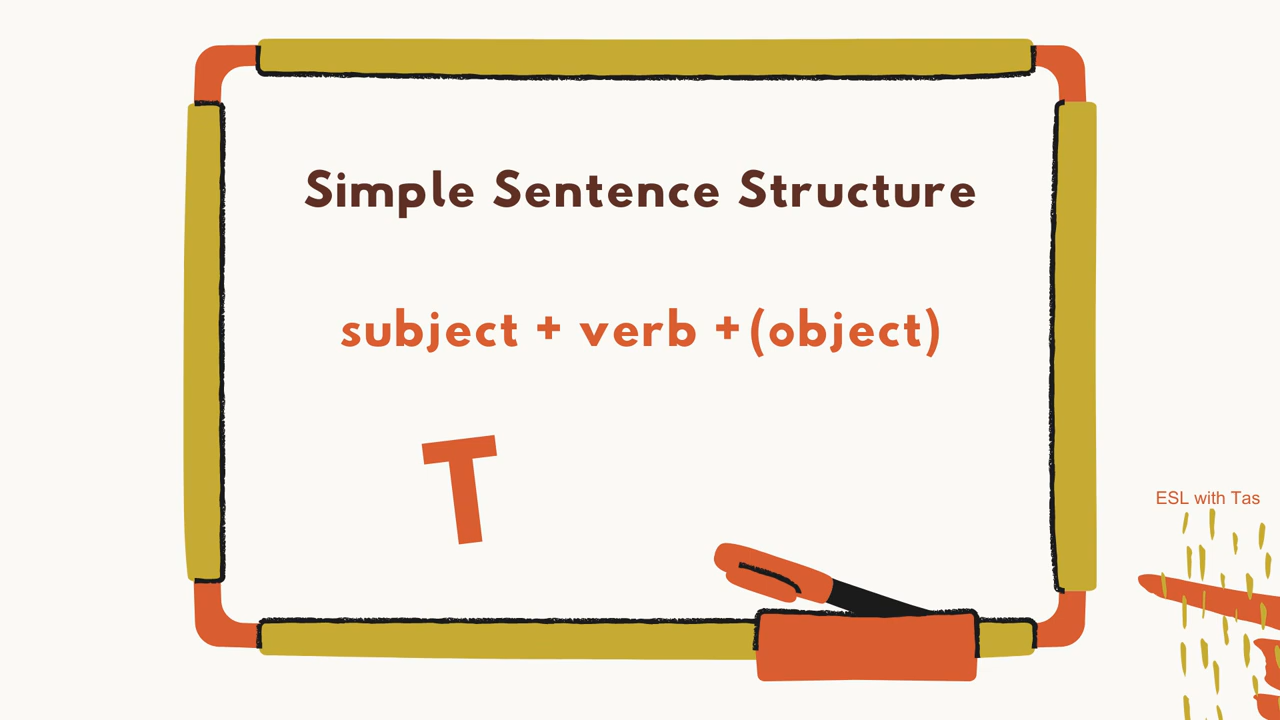 Simple Sentence Structure
subject + verb +(object)
T
ESL with Tas